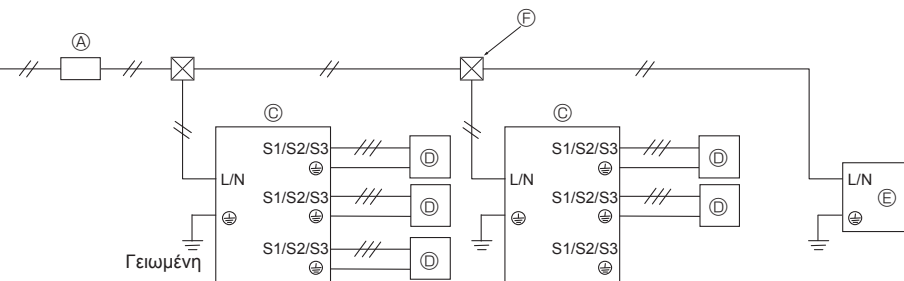 Ⓕ
Ⓐ
Ⓒ Ⓒ
S1/S2/S3 Ⓓ S1/S2/S3 Ⓓ
L/N L/N L/N
S1/S2/S3 Ⓓ S1/S2/S3 Ⓓ Ⓔ
S1/S2/S3 Ⓓ S1/S2/S3
Γειωμένη